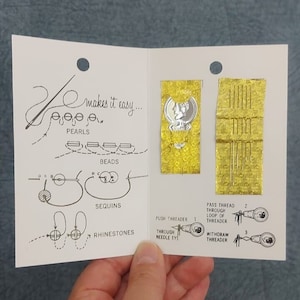 makes it easy...
PEARLS
BEADS
SEQUINS
RHINESTONES
PUSH THREADER 1
THROUGH
NEEDLE EYE
PASS THREAD 2
THROUGH
LOOP OF
THREADER
3
WITHDRAW
THREADER